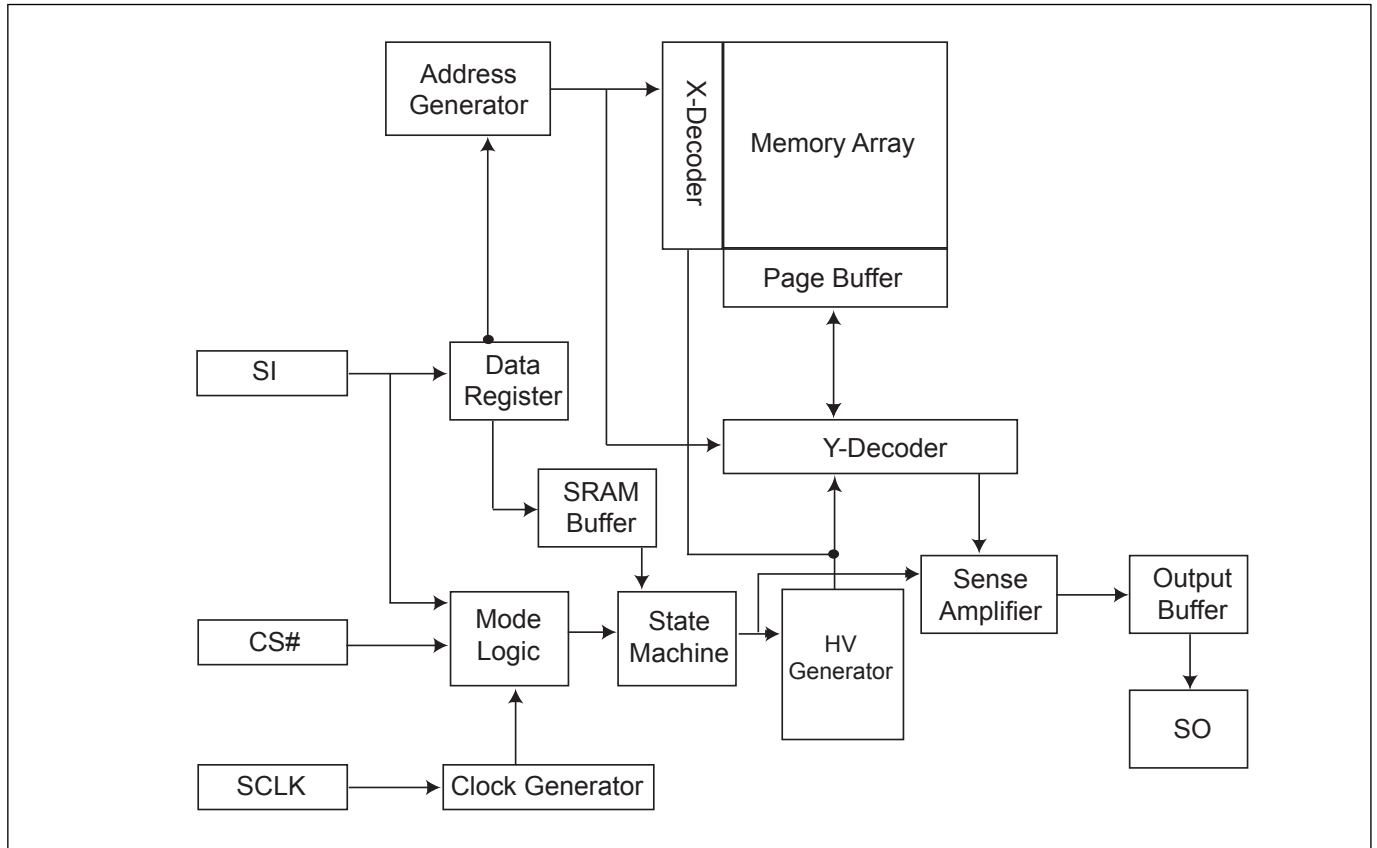 Address
Generator
X-Decoder
Memory Array
Page Buffer
SI
Data
Register
Y-Decoder
SRAM
Buffer
Sense
Amplifier
Output
Buffer
Mode
Logic
State
Machine
CS#
HV
Generator
SO
SCLK
Clock Generator